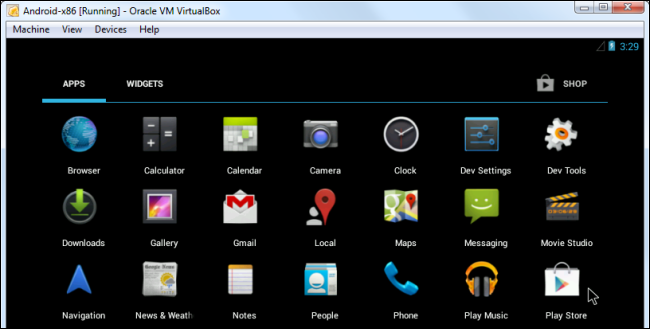 Android-x86 [Running] - Oracle VM VirtualBox
Machine View Devices Help
3:29
APPS WIDGETS SHOP
Browser Calculator Calendar Camera Clock Dev Settings Dev Tools
Downloads Gallery Gmail Local Maps Messaging Movie Studio
Navigation News & Weath Notes People Phone Play Music Play Store